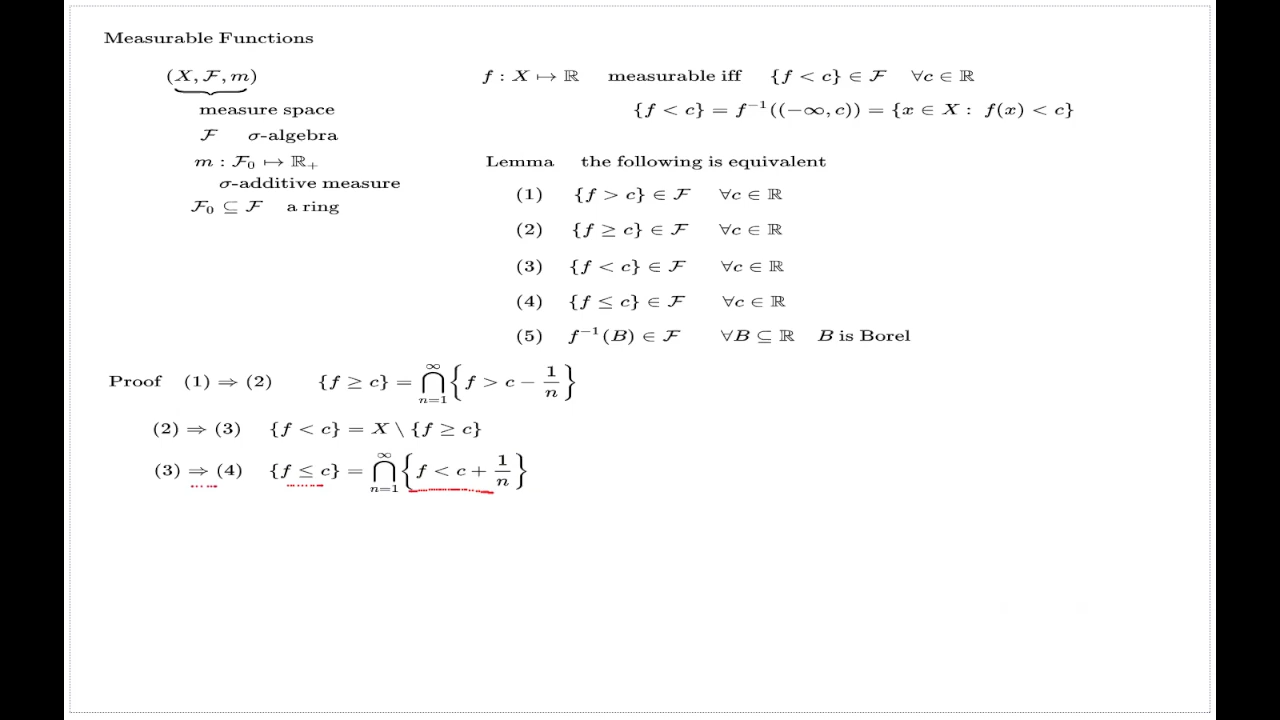 Measurable Functions
(X, ℱ, m)
measure space
ℱ σ-algebra
m : ℱ₀ ↦ ℝ₊
σ-additive measure
ℱ₀ ⊆ ℱ a ring
f : X ↦ ℝ measurable iff {f < c} ∈ ℱ ∀c ∈ ℝ
{f < c} = f⁻¹((−∞, c)) = {x ∈ X : f(x) < c}
Lemma the following is equivalent
(1) {f > c} ∈ ℱ ∀c ∈ ℝ
(2) {f ≥ c} ∈ ℱ ∀c ∈ ℝ
(3) {f < c} ∈ ℱ ∀c ∈ ℝ
(4) {f ≤ c} ∈ ℱ ∀c ∈ ℝ
(5) f⁻¹(B) ∈ ℱ ∀B ⊆ ℝ B is Borel
Proof (1) ⇒ (2) {f ≥ c} = ⋂_{n=1}^{∞} {f > c − 1/n}
(2) ⇒ (3) {f < c} = X \ {f ≥ c}
(3) ⇒ (4) {f ≤ c} = ⋂_{n=1}^{∞} {f < c + 1/n}